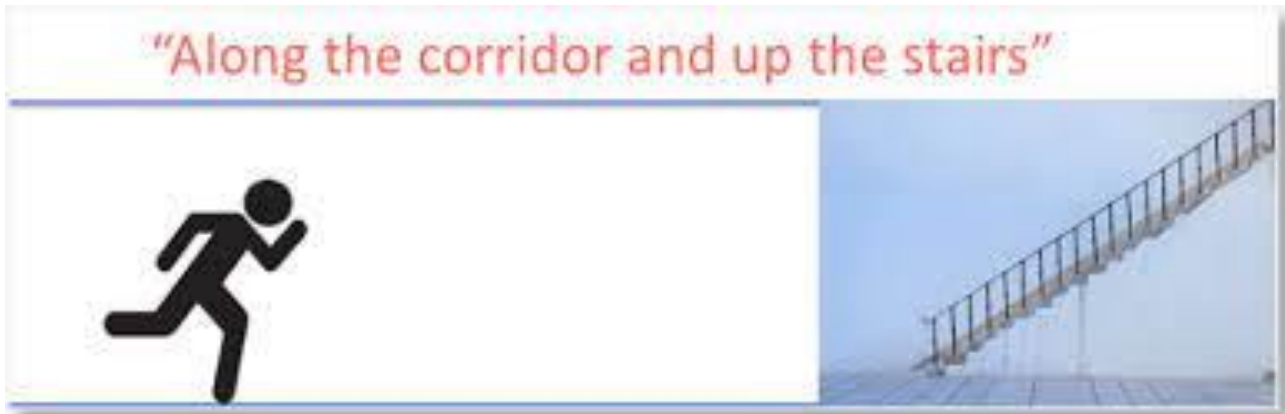 “Along the corridor and up the stairs”